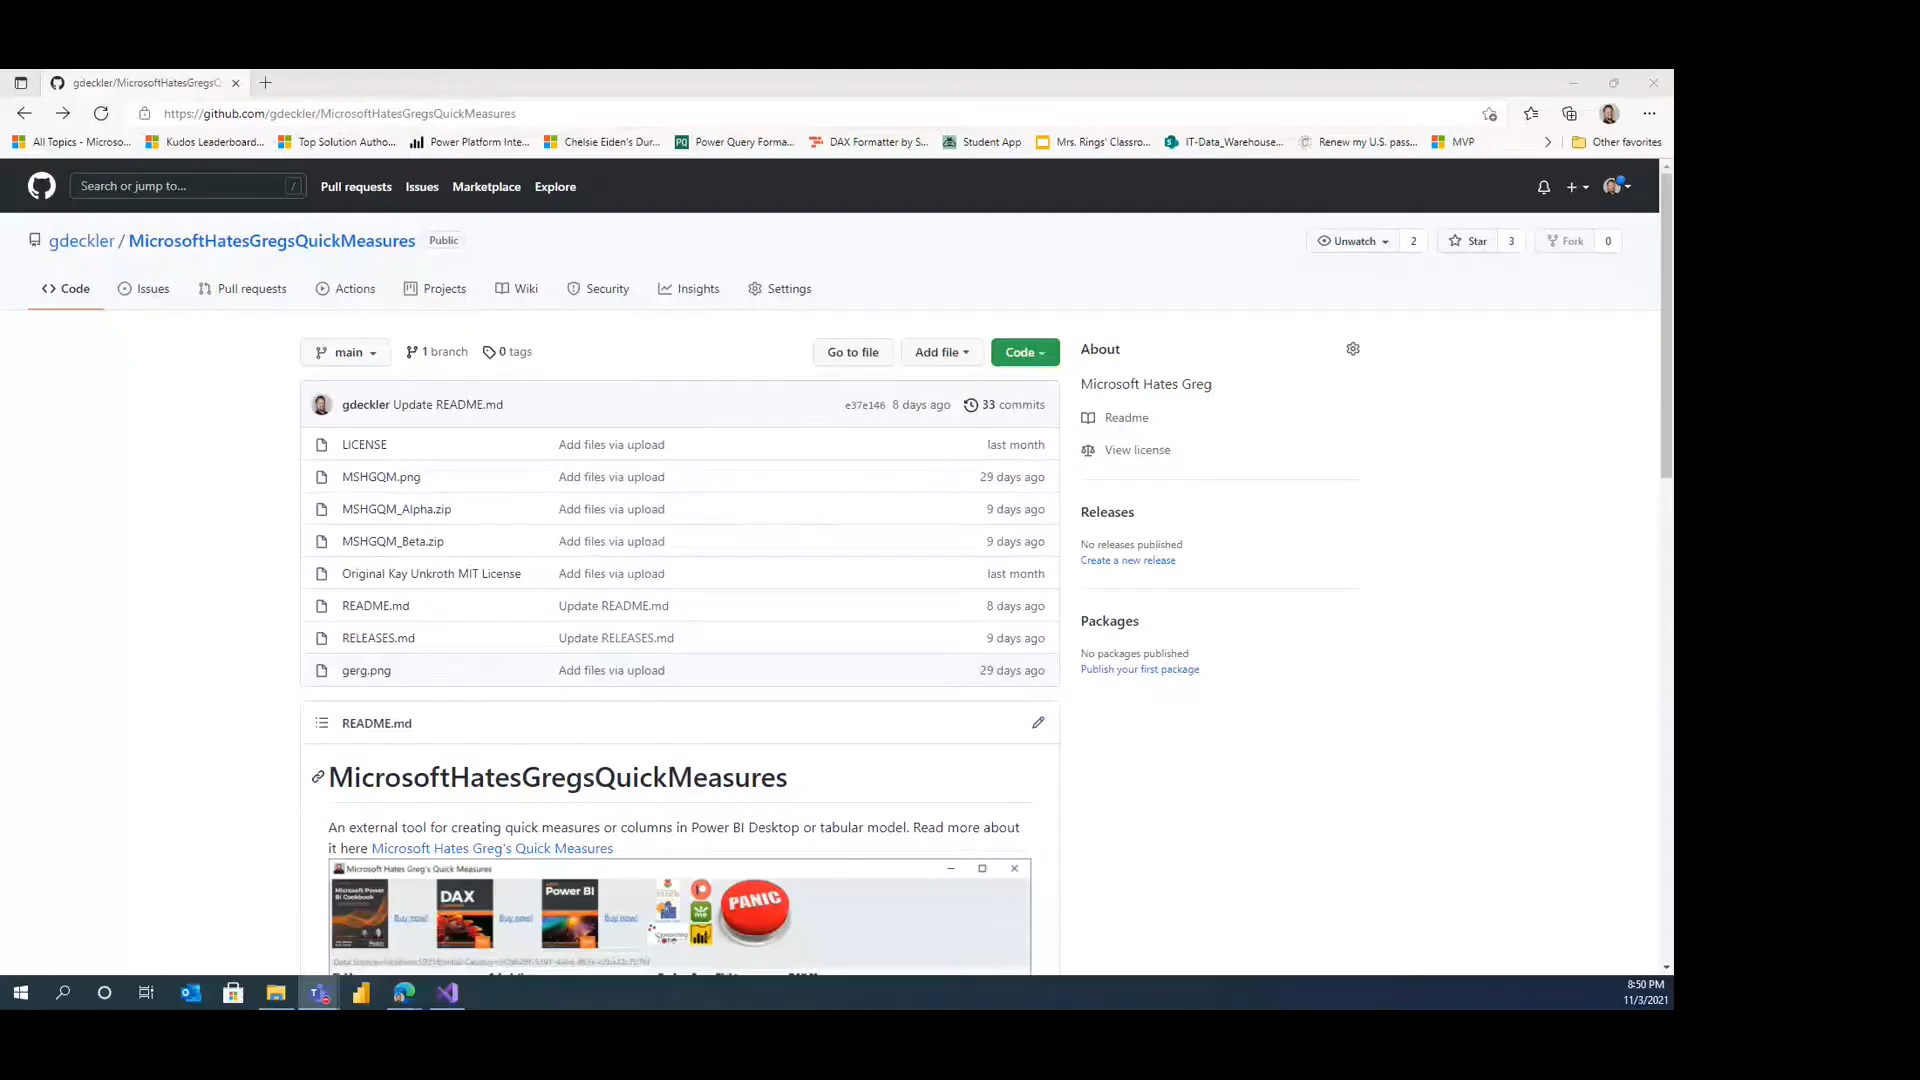 gdeckler/MicrosoftHatesGregsQ
https://github.com/gdeckler/MicrosoftHatesGregsQuickMeasures
All Topics - Microso...
Kudos Leaderboard...
Top Solution Autho...
Power Platform Inte...
Chelsie Eiden's Dur...
Power Query Forma...
DAX Formatter by S...
Student App
Mrs. Rings' Classro...
IT-Data_Warehouse...
Renew my U.S. pass...
MVP
Other favorites
Search or jump to...
/
Pull requests
Issues
Marketplace
Explore
gdeckler / MicrosoftHatesGregsQuickMeasures
Public
Unwatch
2
Star
3
Fork
0
Code
Issues
Pull requests
Actions
Projects
Wiki
Security
Insights
Settings
main
1 branch
0 tags
Go to file
Add file
Code
gdeckler Update README.md
e37e146 8 days ago
33 commits
LICENSE Add files via upload last month
MSHGQM.png Add files via upload 29 days ago
MSHGQM_Alpha.zip Add files via upload 9 days ago
MSHGQM_Beta.zip Add files via upload 9 days ago
Original Kay Unkroth MIT License Add files via upload last month
README.md Update README.md 8 days ago
RELEASES.md Update RELEASES.md 9 days ago
gerg.png Add files via upload 29 days ago
About
Microsoft Hates Greg
Readme
View license
Releases
No releases published
Create a new release
Packages
No packages published
Publish your first package
README.md
MicrosoftHatesGregsQuickMeasures
An external tool for creating quick measures or columns in Power BI Desktop or tabular model. Read more about
it here Microsoft Hates Greg's Quick Measures
Microsoft Hates Greg's Quick Measures
Microsoft Power
BI Cookbook
Buy now!
DAX
Buy now!
Power BI
Buy now!
PANIC
8:50 PM
11/3/2021